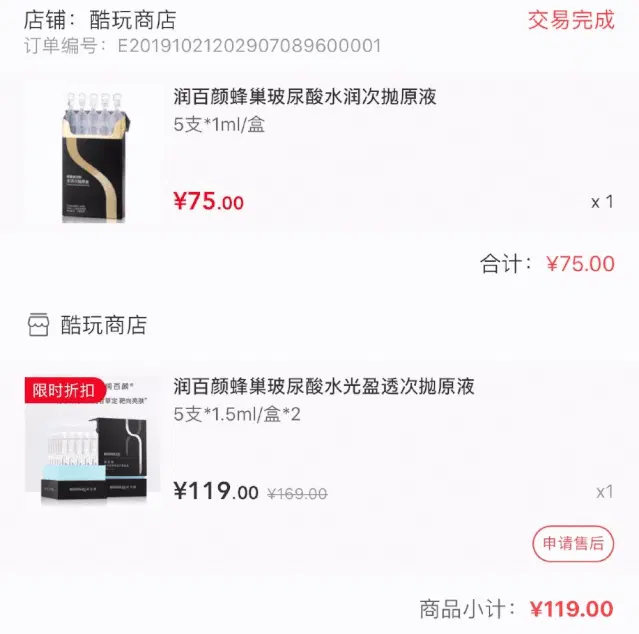 店铺：酷玩商店
交易完成
订单编号：E20191021202907089600001
润百颜蜂巢玻尿酸水润次抛原液
5支*1ml/盒
¥75.00
x 1
合计：¥75.00
酷玩商店
限时折扣
润百颜蜂巢玻尿酸水光盈透次抛原液
5支*1.5ml/盒*2
¥119.00 ¥169.00
x1
申请售后
商品小计：¥119.00